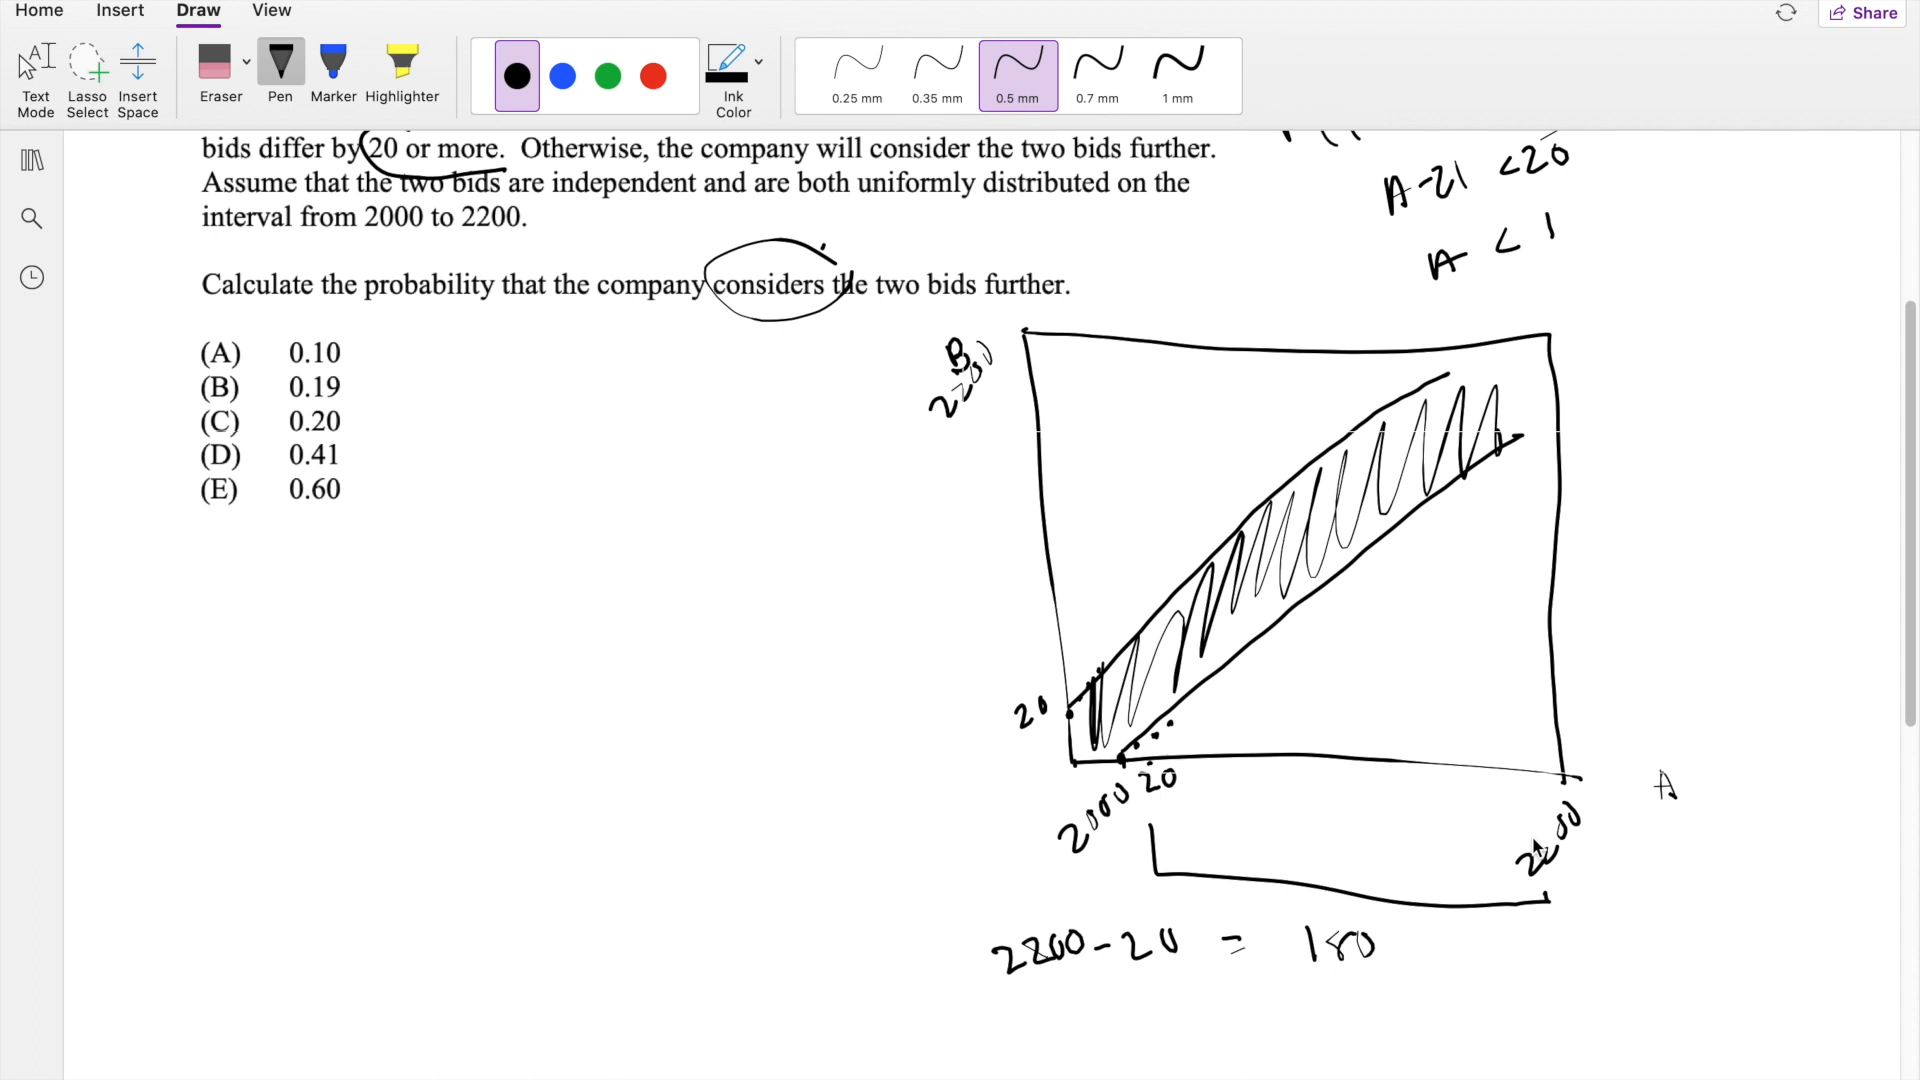 Home Insert Draw View
Share
Text Mode
Lasso Select
Insert Space
Eraser
Pen
Marker
Highlighter
Ink Color
0.25 mm
0.35 mm
0.5 mm
0.7 mm
1 mm
bids differ by 20 or more. Otherwise, the company will consider the two bids further.
Assume that the two bids are independent and are both uniformly distributed on the
interval from 2000 to 2200.
A-21 <20
A < 1
Calculate the probability that the company considers the two bids further.
(A) 0.10
(B) 0.19
(C) 0.20
(D) 0.41
(E) 0.60
B
2200
20
20
2000
A
2200
2200-20 = 180